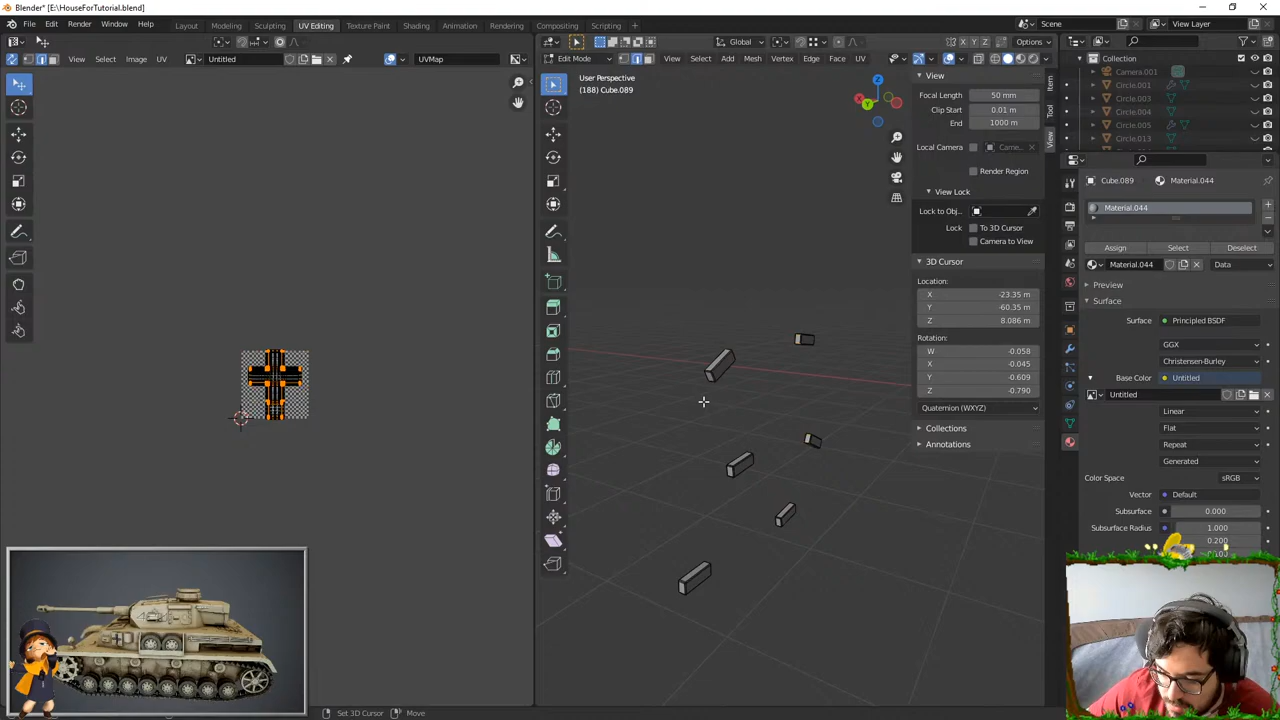 Blender* [E:\HouseForTutorial.blend]
File Edit Render Window Help Layout Modeling Sculpting UV Editing Texture Paint Shading Animation Rendering Compositing Scripting Scene View Layer
Global Options
View Select Image UV Untitled UVMap
Edit Mode View Select Add Mesh Vertex Edge Face UV
User Perspective
(188) Cube.089
View
Focal Length 50 mm
Clip Start 0.01 m
End 1000 m
Local Camera Came...
Render Region
View Lock
Lock to Obj...
Lock To 3D Cursor
Camera to View
3D Cursor
Location:
X -23.35 m
Y -60.35 m
Z 8.086 m
Rotation:
W -0.058
X -0.045
Y -0.609
Z -0.790
Quaternion (WXYZ)
Collections
Annotations
Item
Tool
View
Collection
Camera.001
Circle.001
Circle.003
Circle.004
Circle.005
Circle.013
Cube.089 Material.044
Material.044
Assign Select Deselect
Material.044 Data
Preview
Surface
Surface Principled BSDF
GGX
Christensen-Burley
Base Color Untitled
Untitled
Linear
Flat
Repeat
Generated
Color Space sRGB
Vector Default
Subsurface 0.000
Subsurface Radius 1.000
0.200
Set 3D Cursor Move